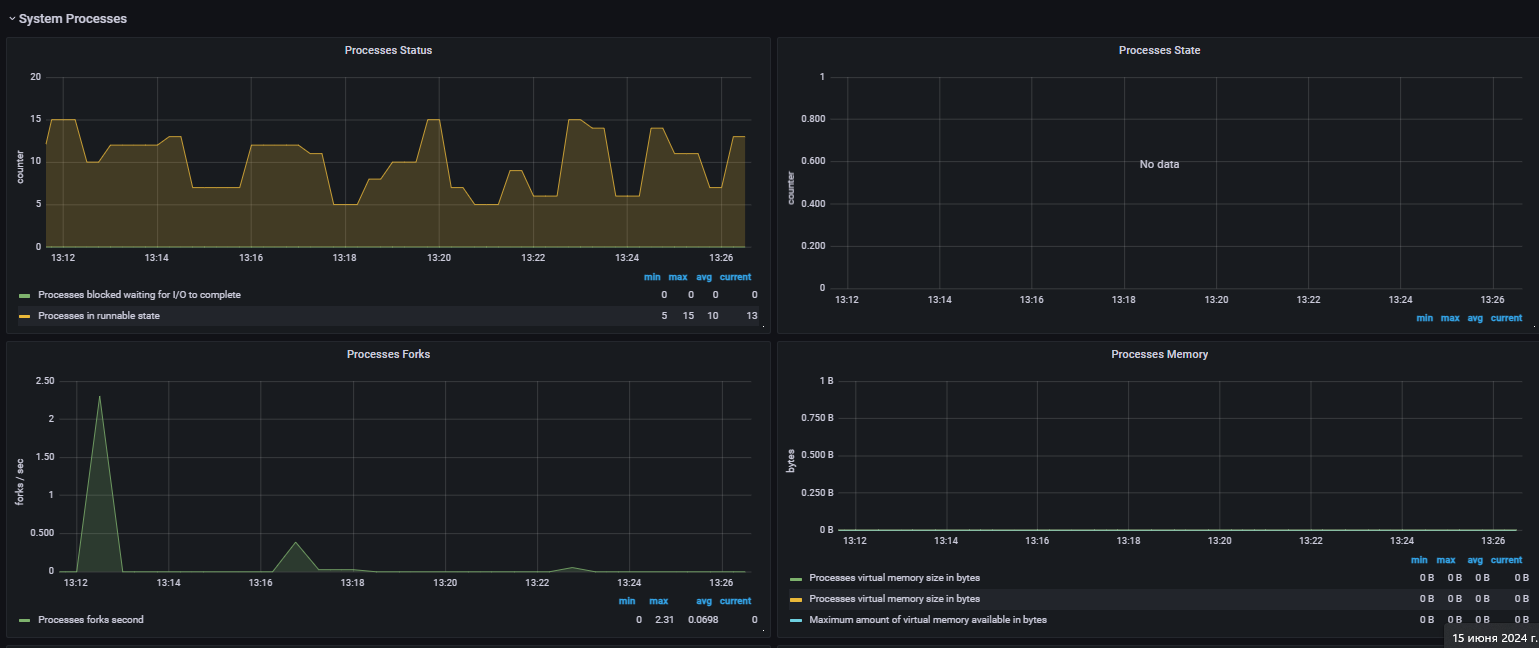 System Processes
Processes Status
counter
20
15
10
5
0
13:12 13:14 13:16 13:18 13:20 13:22 13:24 13:26
min max avg current
Processes blocked waiting for I/O to complete 0 0 0 0
Processes in runnable state 5 15 10 13
Processes State
counter
1
0.800
0.600
0.400
0.200
0
No data
13:12 13:14 13:16 13:18 13:20 13:22 13:24 13:26
min max avg current
Processes Forks
forks / sec
2.50
2
1.50
1
0.500
0
13:12 13:14 13:16 13:18 13:20 13:22 13:24 13:26
min max avg current
Processes forks second 0 2.31 0.0698 0
Processes Memory
bytes
1 B
0.750 B
0.500 B
0.250 B
0 B
13:12 13:14 13:16 13:18 13:20 13:22 13:24 13:26
min max avg current
Processes virtual memory size in bytes 0 B 0 B 0 B 0 B
Processes virtual memory size in bytes 0 B 0 B 0 B 0 B
Maximum amount of virtual memory available in bytes 0 B 0 B 0 B 0 B
15 июня 2024 г.